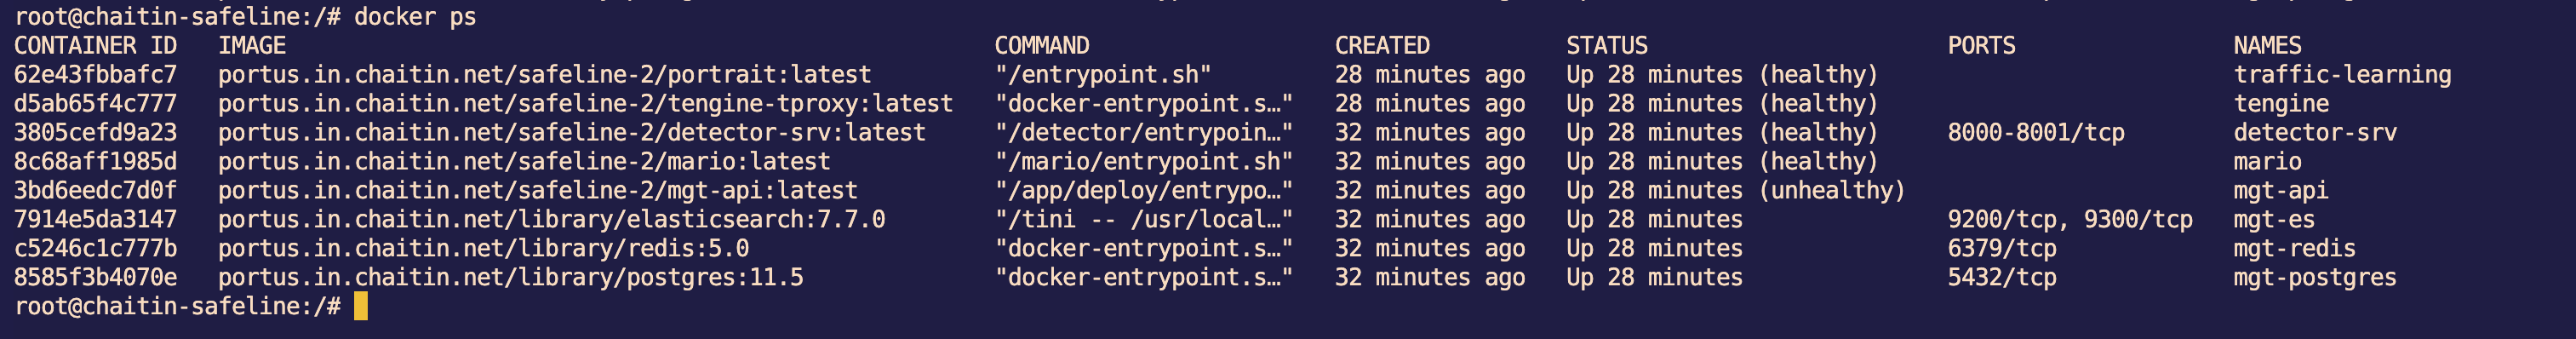 root@chaitin-safeline:/# docker ps
CONTAINER ID   IMAGE                                                    COMMAND                  CREATED          STATUS                      PORTS                NAMES
62e43fbbafc7   portus.in.chaitin.net/safeline-2/portrait:latest         "/entrypoint.sh"         28 minutes ago   Up 28 minutes (healthy)                          traffic-learning
d5ab65f4c777   portus.in.chaitin.net/safeline-2/tengine-tproxy:latest   "docker-entrypoint.s…"   28 minutes ago   Up 28 minutes (healthy)                          tengine
3805cefd9a23   portus.in.chaitin.net/safeline-2/detector-srv:latest     "/detector/entrypoin…"   32 minutes ago   Up 28 minutes (healthy)     8000-8001/tcp        detector-srv
8c68aff1985d   portus.in.chaitin.net/safeline-2/mario:latest            "/mario/entrypoint.sh"   32 minutes ago   Up 28 minutes (healthy)                          mario
3bd6eedc7d0f   portus.in.chaitin.net/safeline-2/mgt-api:latest          "/app/deploy/entrypo…"   32 minutes ago   Up 28 minutes (unhealthy)                        mgt-api
7914e5da3147   portus.in.chaitin.net/library/elasticsearch:7.7.0        "/tini -- /usr/local…"   32 minutes ago   Up 28 minutes               9200/tcp, 9300/tcp   mgt-es
c5246c1c777b   portus.in.chaitin.net/library/redis:5.0                  "docker-entrypoint.s…"   32 minutes ago   Up 28 minutes               6379/tcp             mgt-redis
8585f3b4070e   portus.in.chaitin.net/library/postgres:11.5              "docker-entrypoint.s…"   32 minutes ago   Up 28 minutes               5432/tcp             mgt-postgres
root@chaitin-safeline:/#